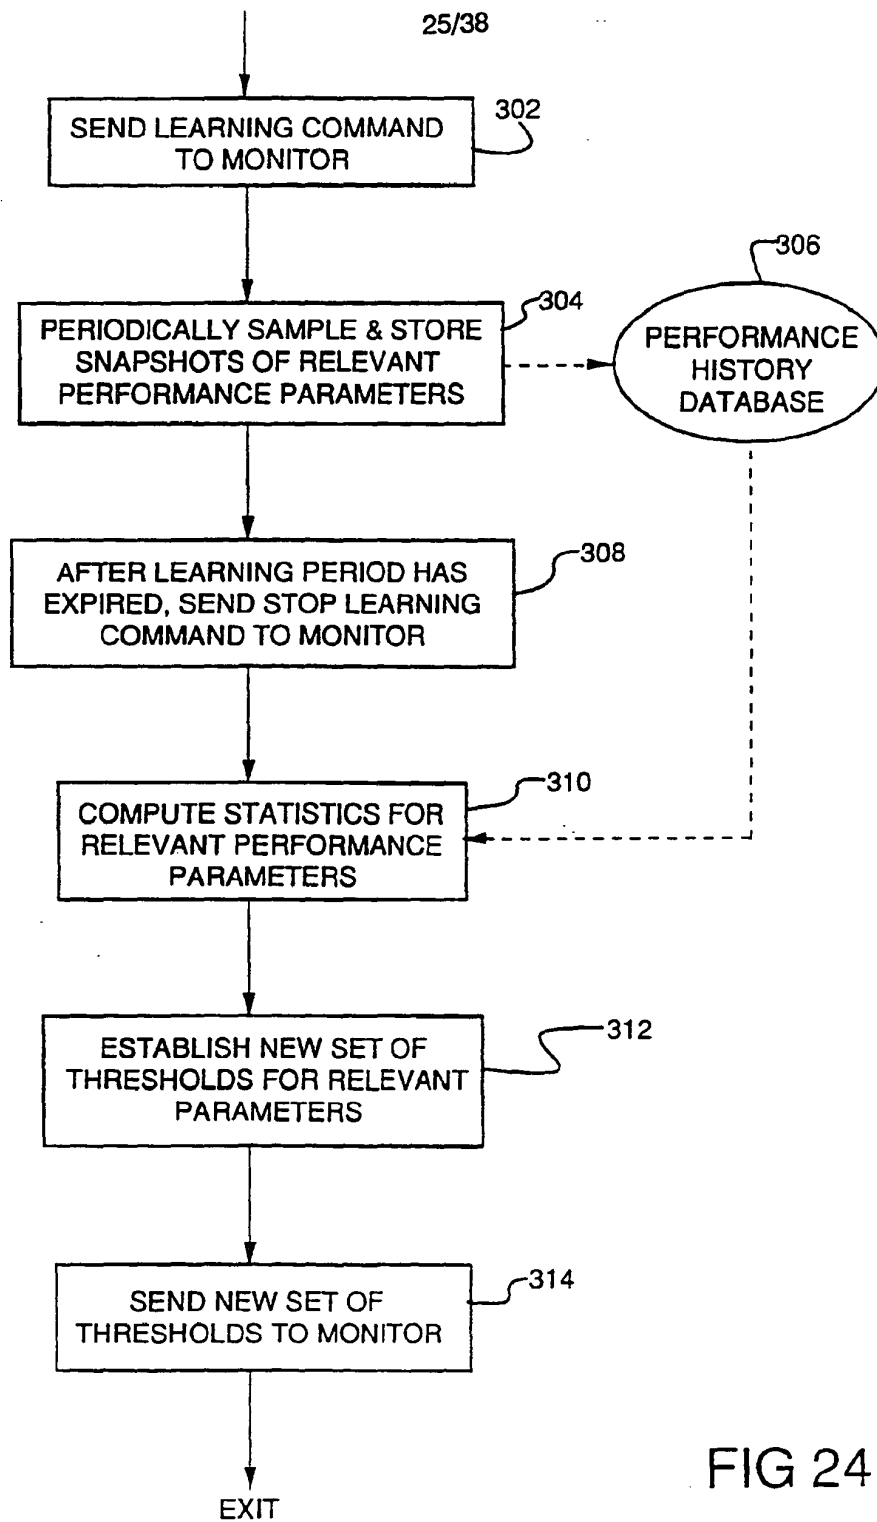 25/38
SEND LEARNING COMMAND
TO MONITOR
302
PERIODICALLY SAMPLE & STORE
SNAPSHOTS OF RELEVANT
PERFORMANCE PARAMETERS
304
306
PERFORMANCE
HISTORY
DATABASE
AFTER LEARNING PERIOD HAS
EXPIRED, SEND STOP LEARNING
COMMAND TO MONITOR
308
COMPUTE STATISTICS FOR
RELEVANT PERFORMANCE
PARAMETERS
310
ESTABLISH NEW SET OF
THRESHOLDS FOR RELEVANT
PARAMETERS
312
SEND NEW SET OF
THRESHOLDS TO MONITOR
314
EXIT
FIG 24